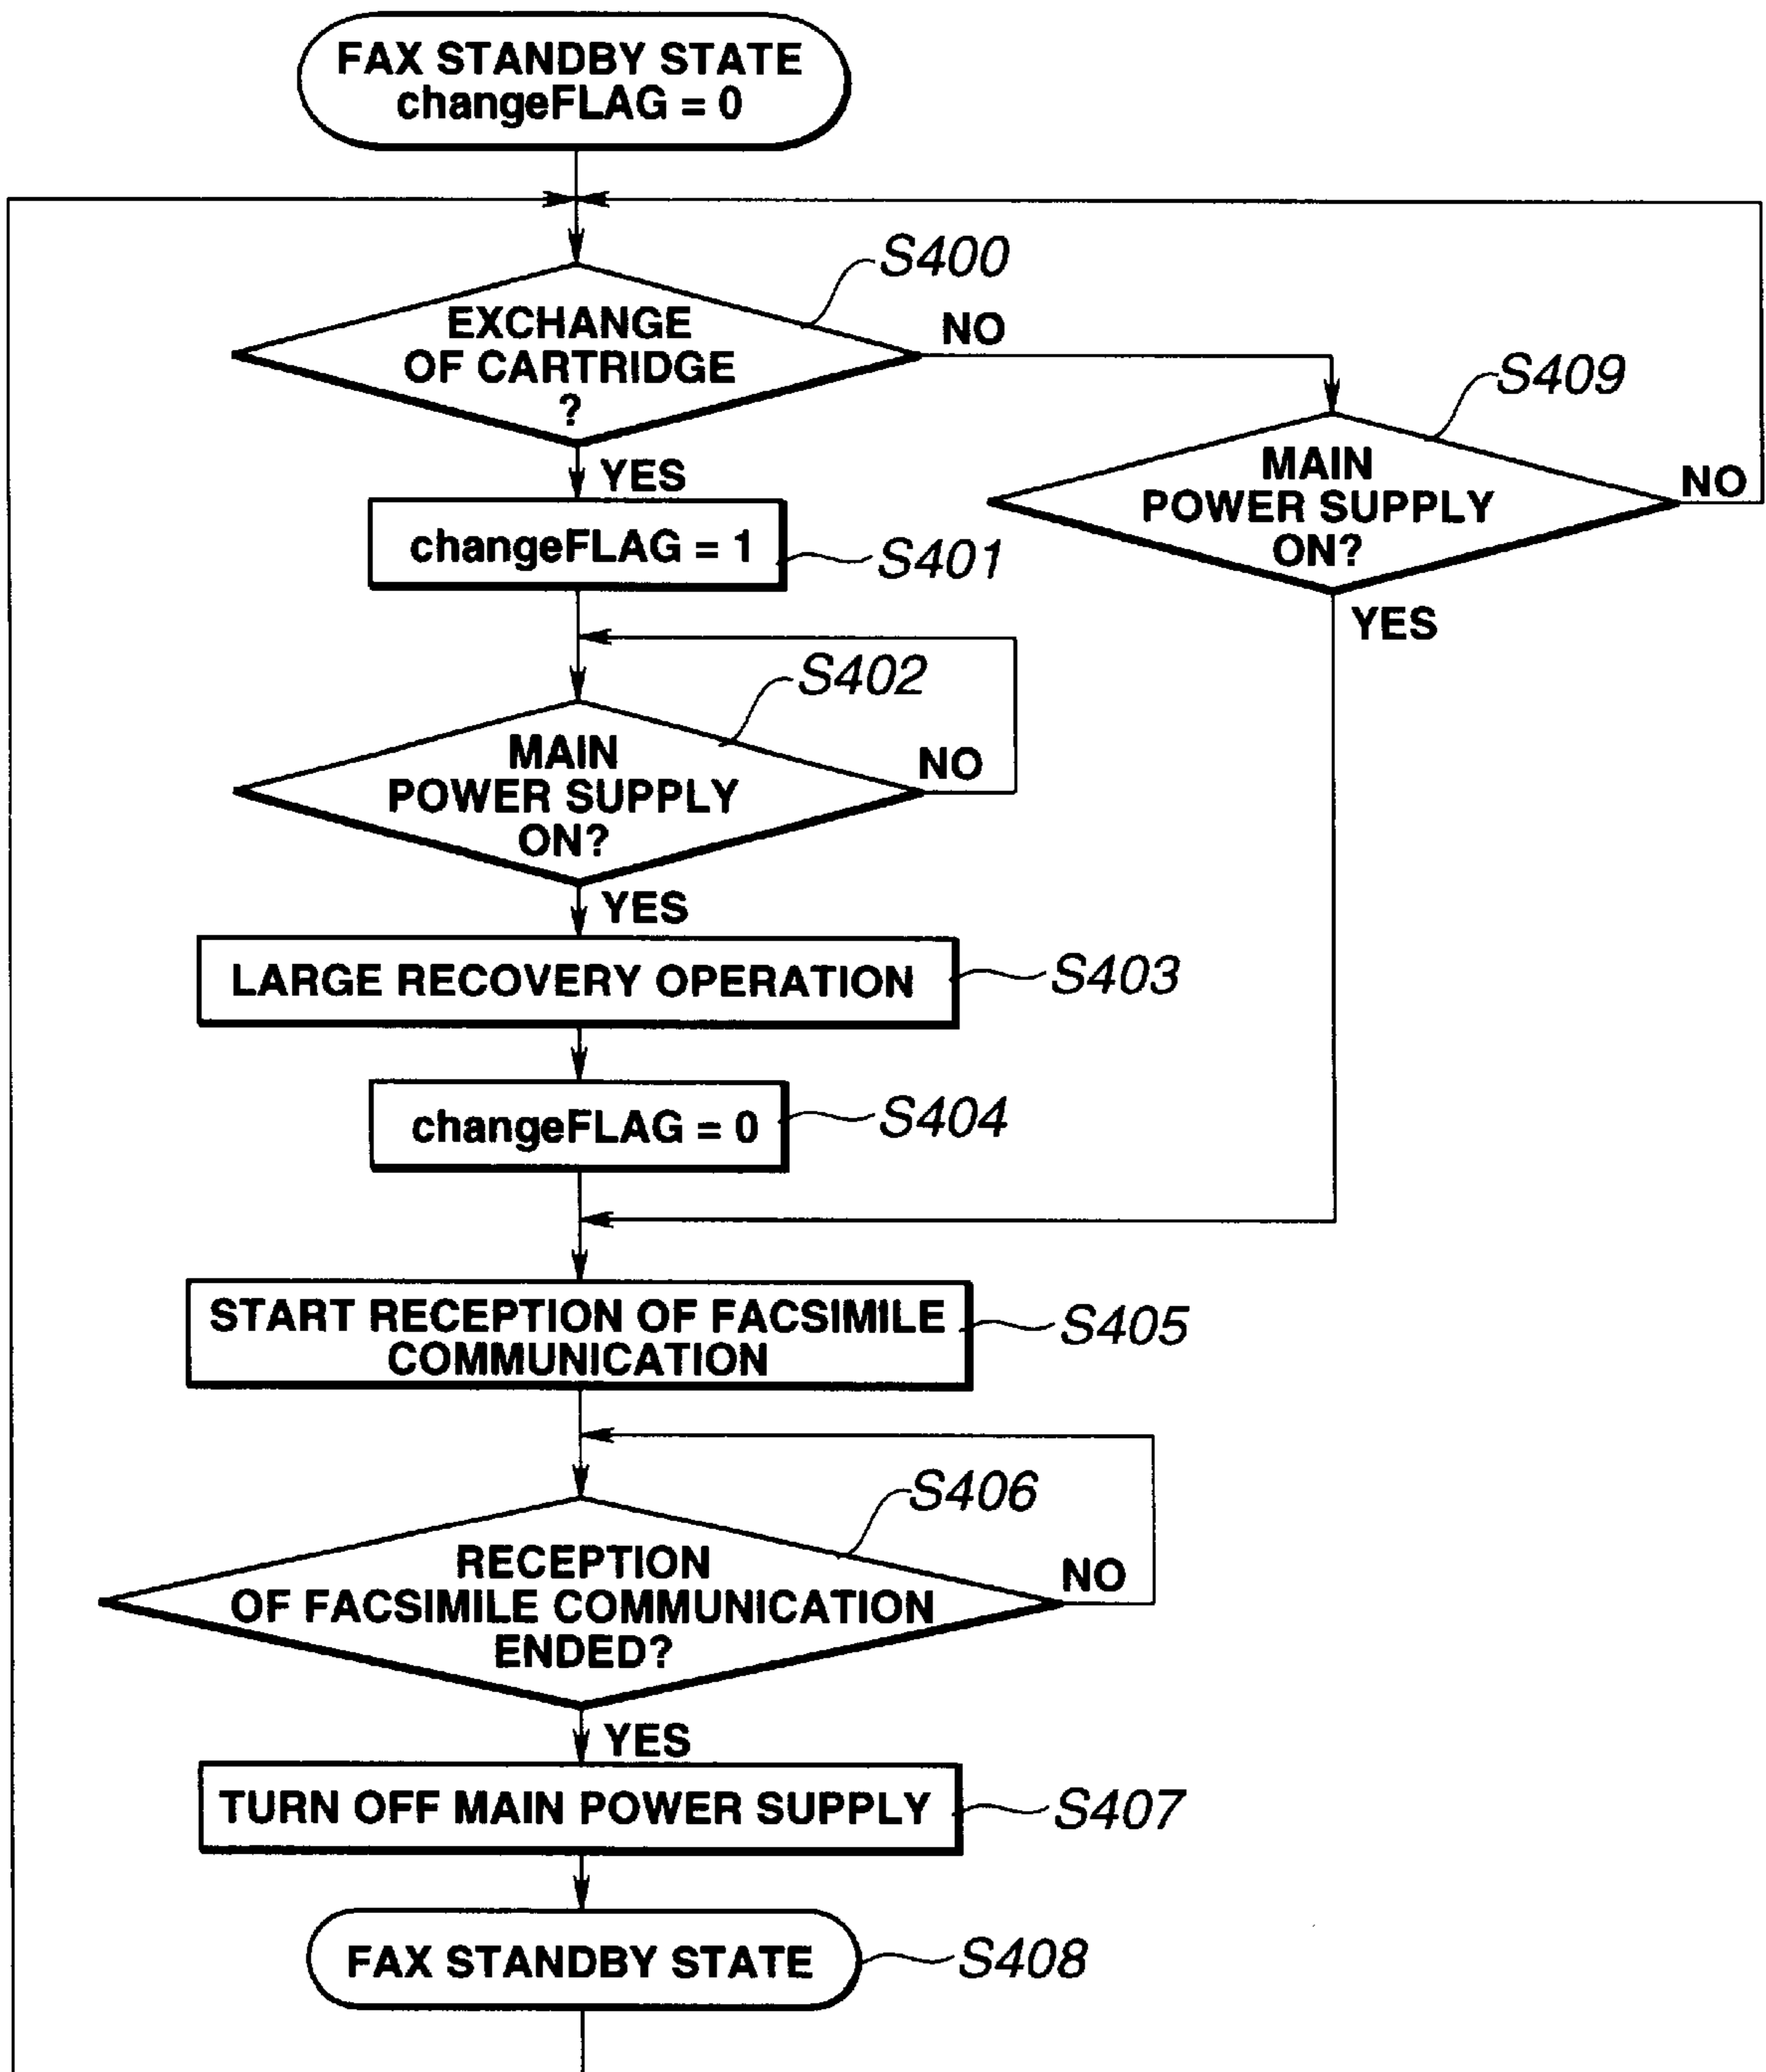 FAX STANDBY STATE
changeFLAG = 0
S400
EXCHANGE
OF CARTRIDGE
?
NO
YES
S409
MAIN
POWER SUPPLY
ON?
NO
YES
changeFLAG = 1
S401
S402
MAIN
POWER SUPPLY
ON?
NO
YES
LARGE RECOVERY OPERATION
S403
changeFLAG = 0
S404
START RECEPTION OF FACSIMILE
COMMUNICATION
S405
S406
RECEPTION
OF FACSIMILE COMMUNICATION
ENDED?
NO
YES
TURN OFF MAIN POWER SUPPLY
S407
FAX STANDBY STATE
S408